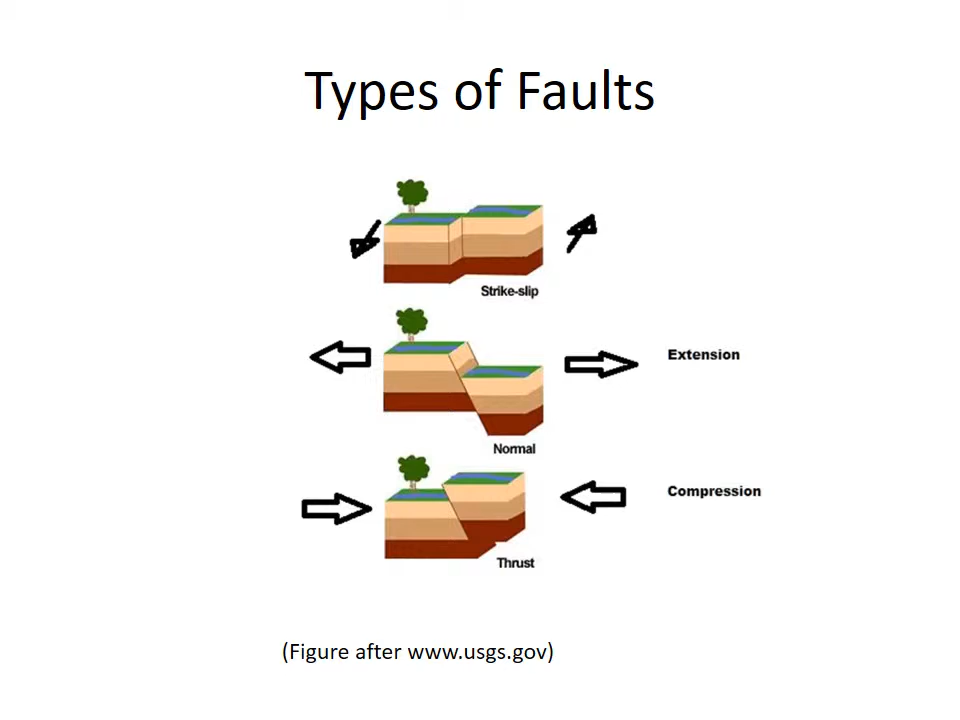 Types of Faults
Strike-slip
Extension
Normal
Compression
Thrust
(Figure after www.usgs.gov)